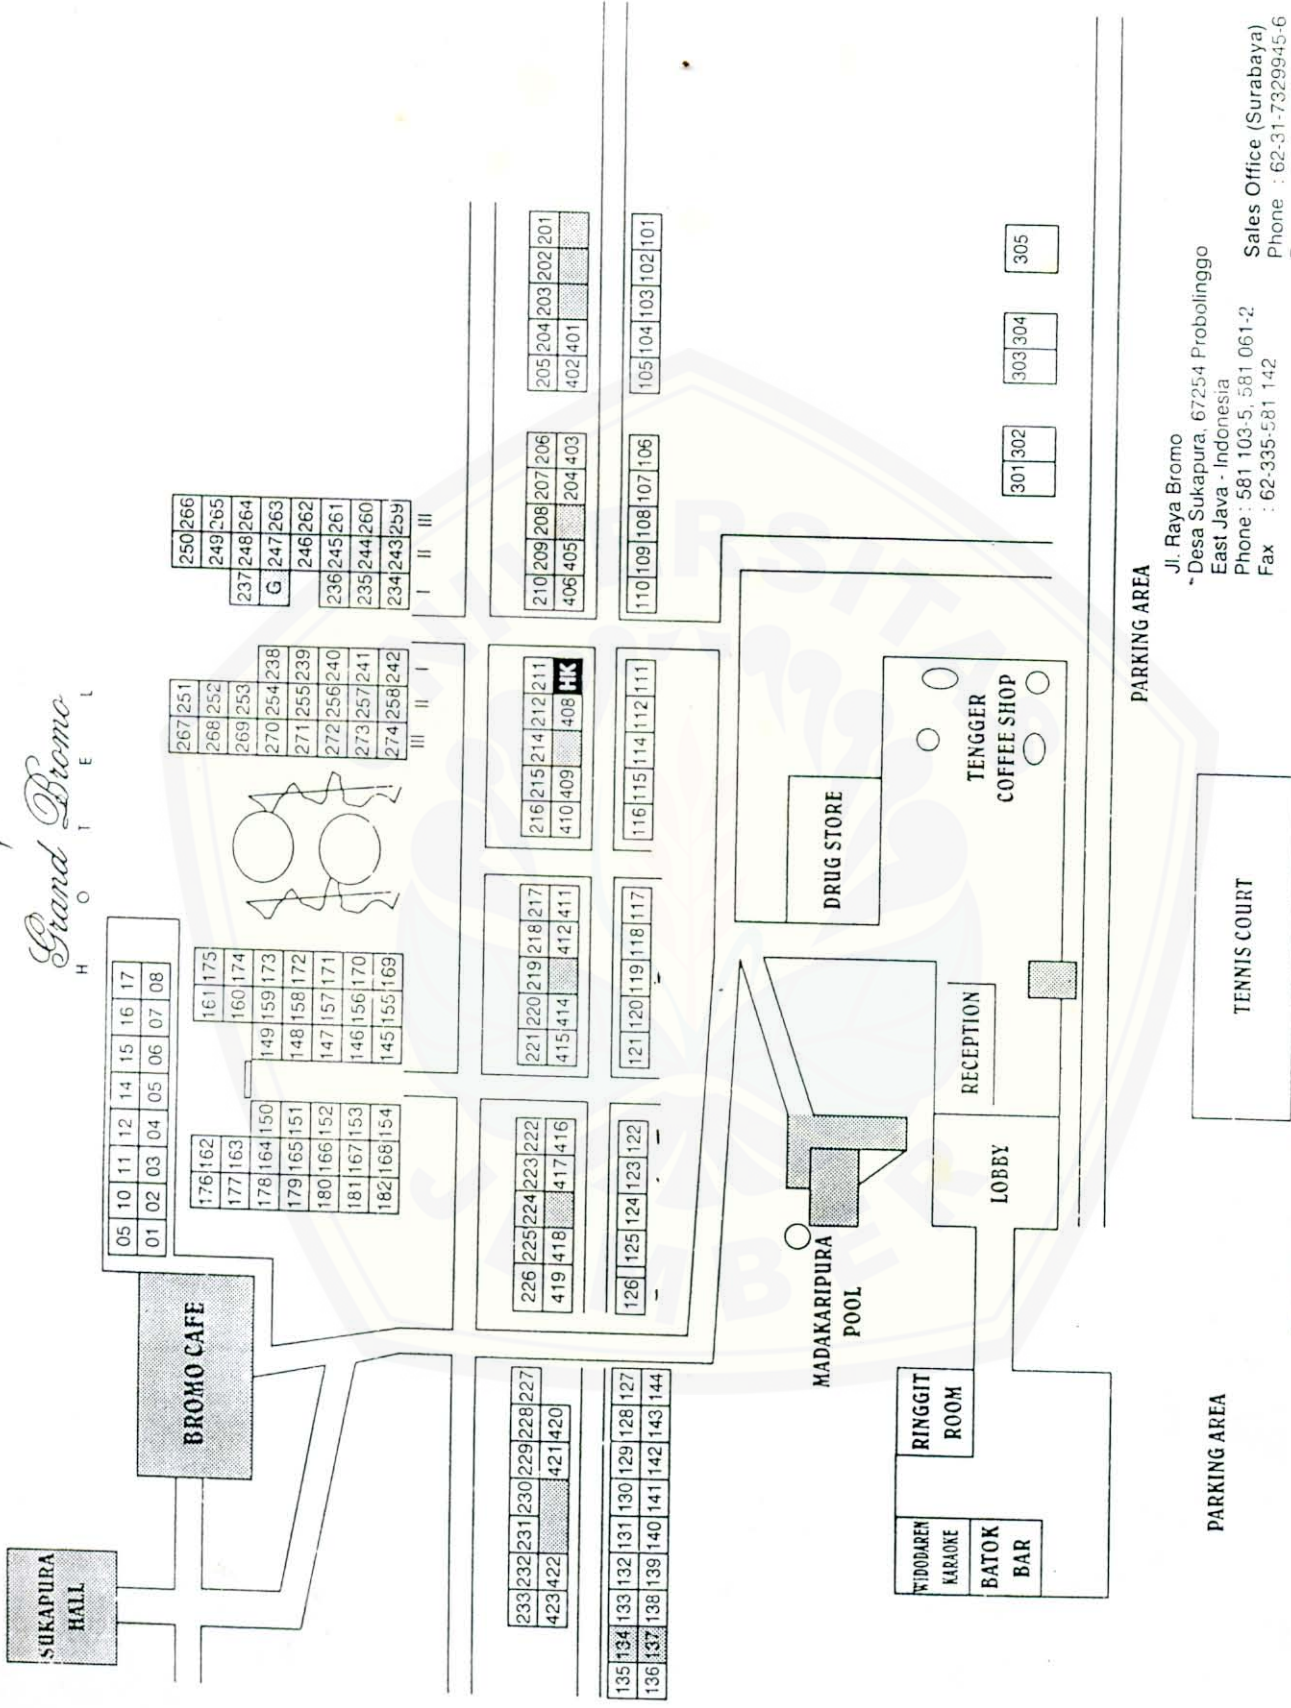 Grand Bromo
HOTEL
SUKAPURA
HALL
BROMO CAFE
05 10 11 12 14 15 16 17
01 02 03 04 05 06 07 08
176 162
177 163
178 164 150
179 165 151
180 166 152
181 167 153
182 168 154
161 175
160 174
149 159 173
148 158 172
147 157 171
146 156 170
145 155 169
267 251
268 252
269 253
270 254 238
271 255 239
272 256 240
273 257 241
274 258 242
III II I
250 266
249 265
237 248 264
G 247 263
246 262
236 245 261
235 244 260
234 243 259
I II III
233 232 231 230 229 228 227
423 422 421 420
226 225 224 223 222
419 418 417 416
221 220 219 218 217
415 414 412 411
216 215 214 212 211
410 409 408 HK
210 209 208 207 206
406 405 204 403
205 204 203 202 201
402 401
135 134 133 132 131 130 129 128 127
136 137 138 139 140 141 142 143 144
126 125 124 123 122
121 120 119 118 117
116 115 114 112 111
110 109 108 107 106
105 104 103 102 101
MADAKARIPURA
POOL
DRUG STORE
TENGGER
COFFEE SHOP
RECEPTION
LOBBY
RINGGIT
ROOM
WIDODAREN
KARAOKE
BATOK
BAR
301 302
303 304
305
PARKING AREA
PARKING AREA
TENNIS COURT
Jl. Raya Bromo
Desa Sukapura, 67254 Probolinggo
East Java - Indonesia
Phone : 581 103-5, 581 061-2
Fax : 62-335-581 142
Sales Office (Surabaya)
Phone : 62-31-7329945-6
UNIVERSITAS
JEMBER